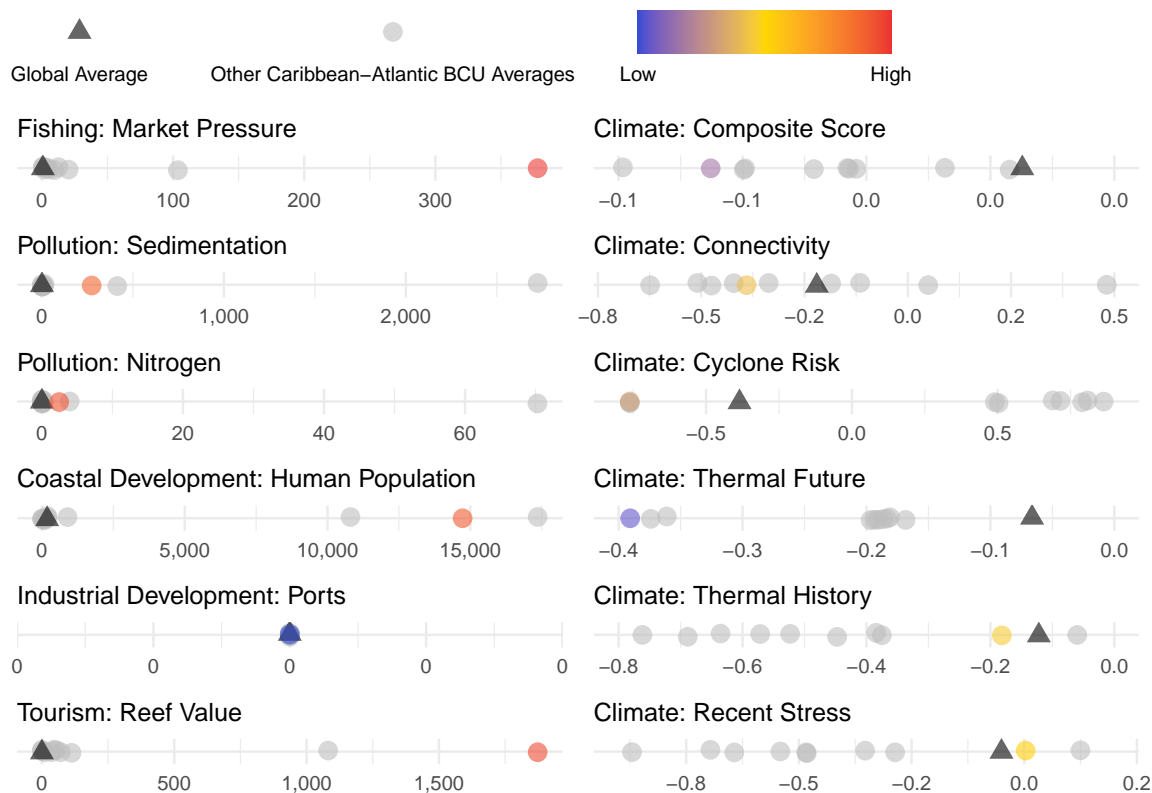 Global Average
Other Caribbean−Atlantic BCU Averages
Low
High
Fishing: Market Pressure
0 100 200 300
Pollution: Sedimentation
0 1,000 2,000
Pollution: Nitrogen
0 20 40 60
Coastal Development: Human Population
0 5,000 10,000 15,000
Industrial Development: Ports
0 0 0 0 0
Tourism: Reef Value
0 500 1,000 1,500
Climate: Composite Score
−0.1 −0.1 0.0 0.0 0.0
Climate: Connectivity
−0.8 −0.5 −0.2 0.0 0.2 0.5
Climate: Cyclone Risk
−0.5 0.0 0.5
Climate: Thermal Future
−0.4 −0.3 −0.2 −0.1 0.0
Climate: Thermal History
−0.8 −0.6 −0.4 −0.2 0.0
Climate: Recent Stress
−0.8 −0.5 −0.2 0.0 0.2